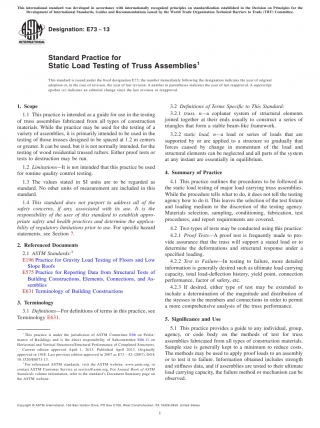 This international standard was developed in accordance with internationally recognized principles on standardization established in the Decision on Principles for the
Development of International Standards, Guides and Recommendations issued by the World Trade Organization Technical Barriers to Trade (TBT) Committee.
Designation: E73 − 13
Standard Practice for
Static Load Testing of Truss Assemblies1
This standard is issued under the fixed designation E73; the number immediately following the designation indicates the year of original
adoption or, in the case of revision, the year of last revision. A number in parentheses indicates the year of last reapproval. A superscript
epsilon (ε) indicates an editorial change since the last revision or reapproval.
1. Scope
1.1 This practice is intended as a guide for use in the testing
of truss assemblies fabricated from all types of construction
materials. While the practice may be used for the testing of a
variety of assemblies, it is primarily intended to be used in the
testing of those trusses designed to be spaced at 1.2 m centers
or greater. It can be used, but it is not normally intended, for the
testing of wood residential trussed rafters. Either proof tests or
tests to destruction may be run.
1.2 Limitations—It is not intended that this practice be used
for routine quality control testing.
1.3 The values stated in SI units are to be regarded as
standard. No other units of measurement are included in this
standard.
1.4 This standard does not purport to address all of the
safety concerns, if any, associated with its use. It is the
responsibility of the user of this standard to establish appro-
priate safety and health practices and determine the applica-
bility of regulatory limitations prior to use. For specific hazard
statements, see Section 7.
2. Referenced Documents
2.1 ASTM Standards:2
E196 Practice for Gravity Load Testing of Floors and Low
Slope Roofs
E575 Practice for Reporting Data from Structural Tests of
Building Constructions, Elements, Connections, and As-
semblies
E631 Terminology of Building Constructions
3. Terminology
3.1 Definitions—For definitions of terms in this practice, see
Terminology E631.
1 This practice is under the jurisdiction of ASTM Committee E06 on Perfor-
mance of Buildings and is the direct responsibility of Subcommittee E06.11 on
Horizontal and Vertical Structures/Structural Performance of Completed Structures.
Current edition approved April 1, 2013. Published April 2013. Originally
approved in 1948. Last previous edition approved in 2007 as E73 – 83 (2007). DOI:
10.1520/E0073-13.
2 For referenced ASTM standards, visit the ASTM website, www.astm.org, or
contact ASTM Customer Service at service@astm.org. For Annual Book of ASTM
Standards volume information, refer to the standard's Document Summary page on
the ASTM website.
3.2 Definitions of Terms Specific to This Standard:
3.2.1 truss, n—a coplanar system of structural elements
joined together at their ends usually to construct a series of
triangles that form a stable beam-like framework.
3.2.2 static load, n—a load or series of loads that are
supported by or are applied to a structure so gradually that
forces caused by change in momentum of the load and
structural elements can be neglected and all parts of the system
at any instant are essentially in equilibrium.
4. Summary of Practice
4.1 This practice outlines the procedures to be followed in
the static load testing of major load carrying truss assemblies.
While the procedure tells what to do, it does not tell the testing
agency how to do it. This leaves the selection of the test fixture
and loading medium to the discretion of the testing agency.
Materials selection, sampling, conditioning, fabrication, test
procedures, and report requirements are covered.
4.2 Two types of tests may be conducted using this practice:
4.2.1 Proof Tests—A proof test is frequently made to pro-
vide assurance that the truss will support a stated load or to
determine the deformations and structural response under a
specified loading.
4.2.2 Test to Failure—In testing to failure, more detailed
information is generally desired such as ultimate load carrying
capacity, total load-deflection history, yield point, connection
performance, factor of safety, etc.
4.2.3 If desired, either type of test may be extended to
include a determination of the magnitude and distribution of
the stresses in the members and connections in order to permit
a more comprehensive analysis of the truss performance.
5. Significance and Use
5.1 This practice provides a guide to any individual, group,
agency, or code body on the methods of test for truss
assemblies fabricated from all types of construction materials.
Sample size is generally kept to a minimum to reduce costs.
The methods may be used to apply proof loads to an assembly
or to test it to failure. Information obtained includes strength
and stiffness data, and if assemblies are tested to their ultimate
load carrying capacity, the failure method or mechanism can be
observed.
Copyright © ASTM International, 100 Barr Harbor Drive, PO Box C700, West Conshohocken, PA 19428-2959. United States
1